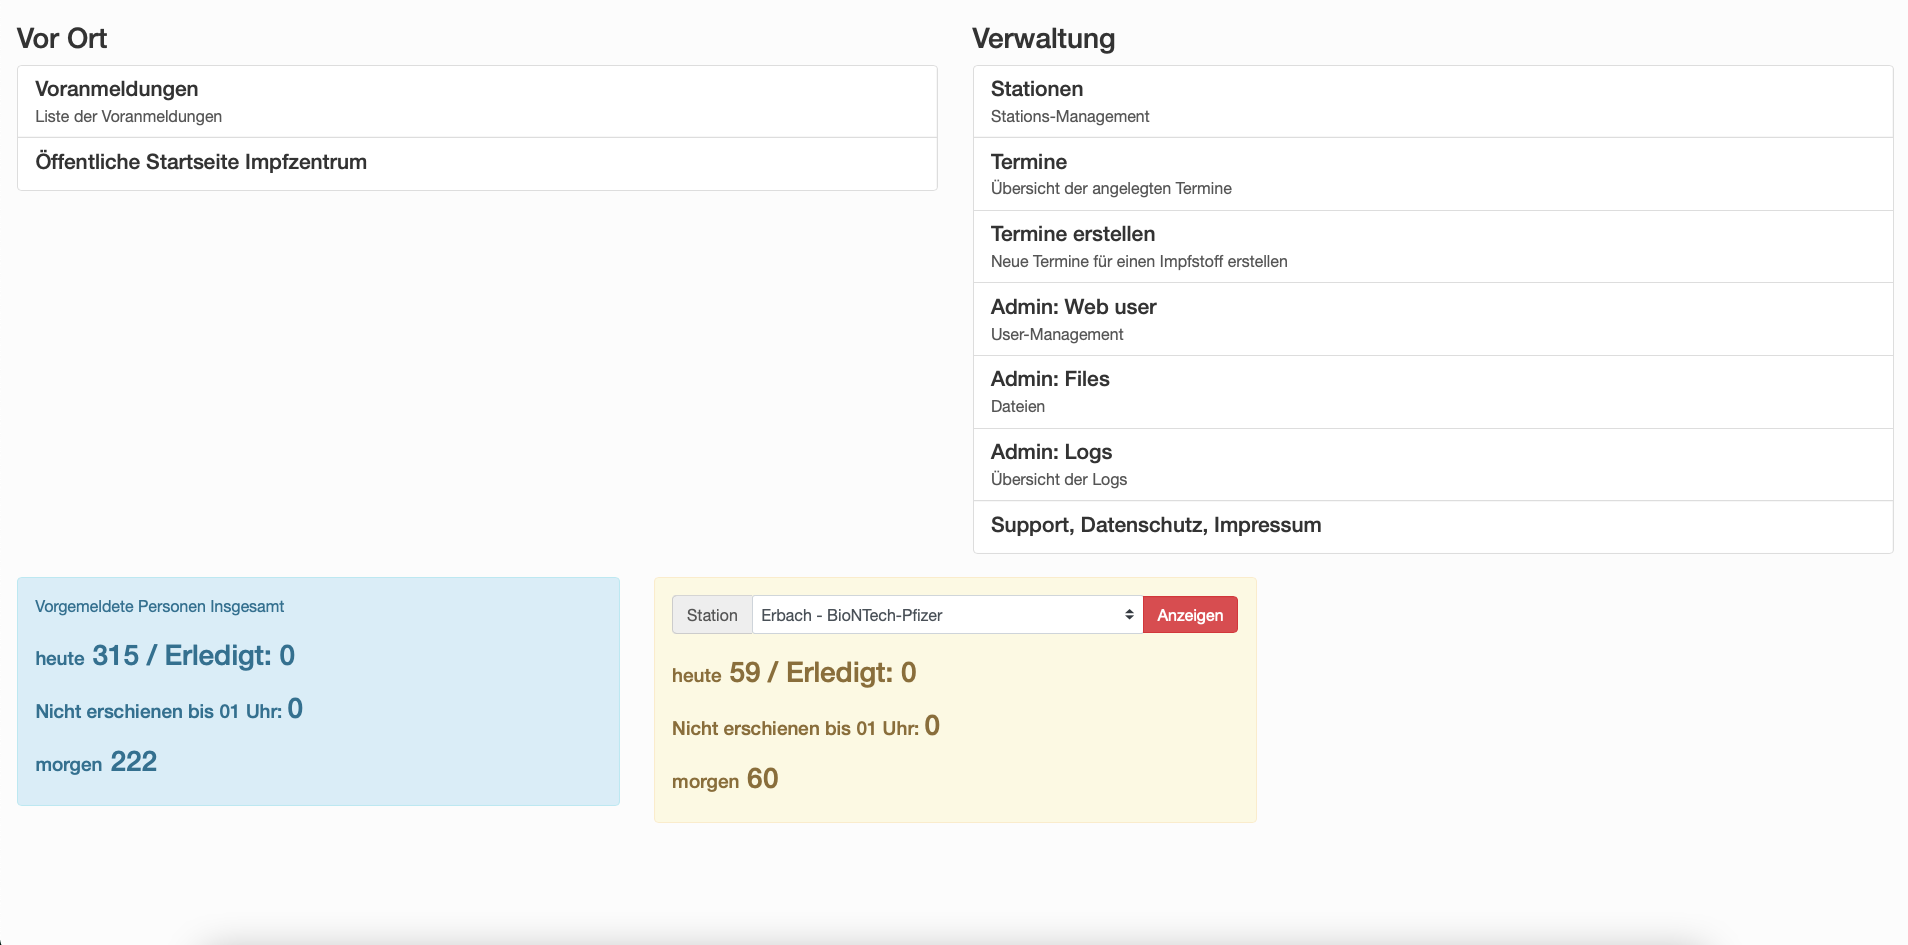 Vor Ort
Voranmeldungen
Liste der Voranmeldungen
Öffentliche Startseite Impfzentrum
Verwaltung
Stationen
Stations-Management
Termine
Übersicht der angelegten Termine
Termine erstellen
Neue Termine für einen Impfstoff erstellen
Admin: Web user
User-Management
Admin: Files
Dateien
Admin: Logs
Übersicht der Logs
Support, Datenschutz, Impressum
Vorgemeldete Personen Insgesamt
heute 315 / Erledigt: 0
Nicht erschienen bis 01 Uhr: 0
morgen 222
Station Erbach - BioNTech-Pfizer Anzeigen
heute 59 / Erledigt: 0
Nicht erschienen bis 01 Uhr: 0
morgen 60